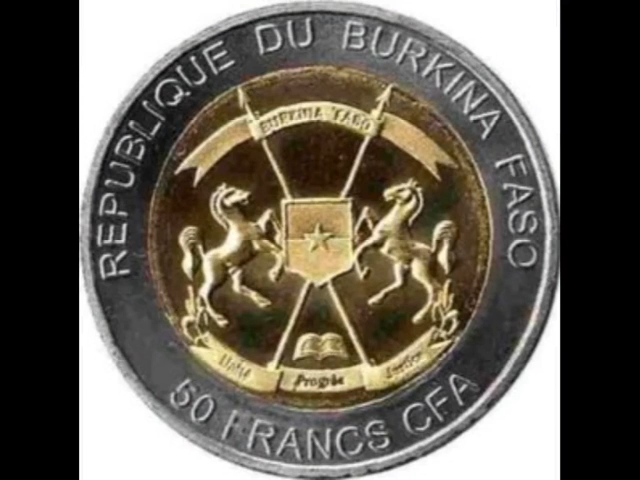 REPUBLIQUE DU BURKINA FASO
BURKINA FASO
Unité
Progrès
Justice
50 FRANCS CFA